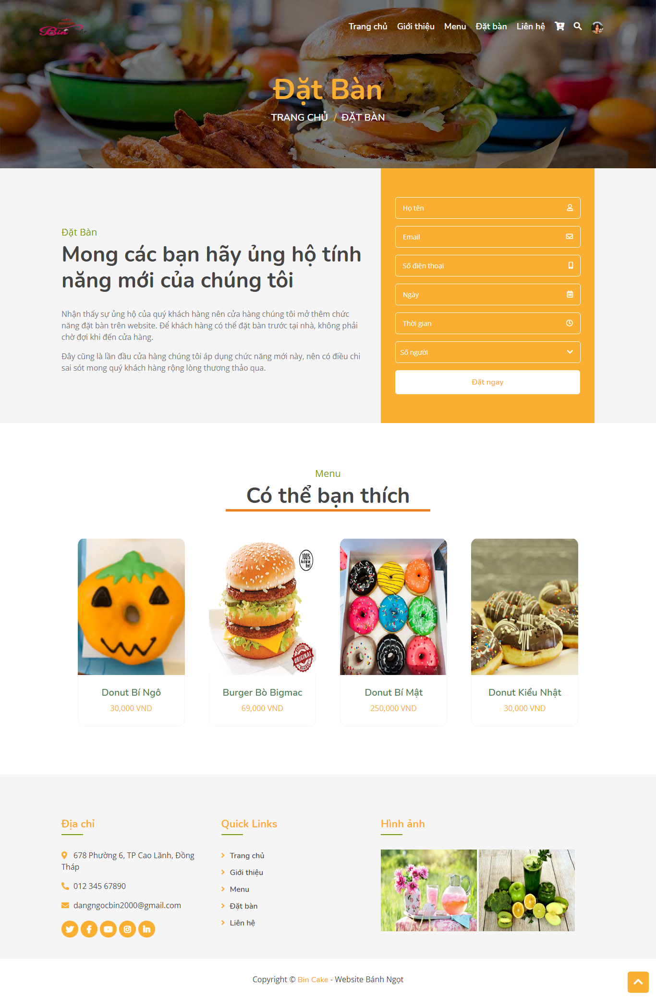 Bin Cake
Trang chủ Giới thiệu Menu Đặt bàn Liên hệ
Đặt Bàn
TRANG CHỦ / ĐẶT BÀN
Đặt Bàn
Mong các bạn hãy ủng hộ tính
năng mới của chúng tôi
Nhận thấy sự ủng hộ của quý khách hàng nên cửa hàng chúng tôi mở thêm chức
năng đặt bàn trên website. Để khách hàng có thể đặt bàn trước tại nhà, không phải
chờ đợi khi đến cửa hàng.
Đây cũng là lần đầu cửa hàng chúng tôi áp dụng chức năng mới này, nên có điều chi
sai sót mong quý khách hàng rộng lòng thương thảo qua.
Họ tên
Email
Số điện thoại
Ngày
Thời gian
Số người
Đặt ngay
Menu
Có thể bạn thích
100%
Australian
Beef
ORIGINAL
Donut Bí Ngô
30,000 VND
Burger Bò Bigmac
69,000 VND
Donut Bí Mật
250,000 VND
Donut Kiểu Nhật
30,000 VND
Địa chỉ
678 Phường 6, TP Cao Lãnh, Đồng
Tháp
012 345 67890
dangngocbin2000@gmail.com
Quick Links
Trang chủ
Giới thiệu
Menu
Đặt bàn
Liên hệ
Hình ảnh
Copyright © Bin Cake - Website Bánh Ngọt